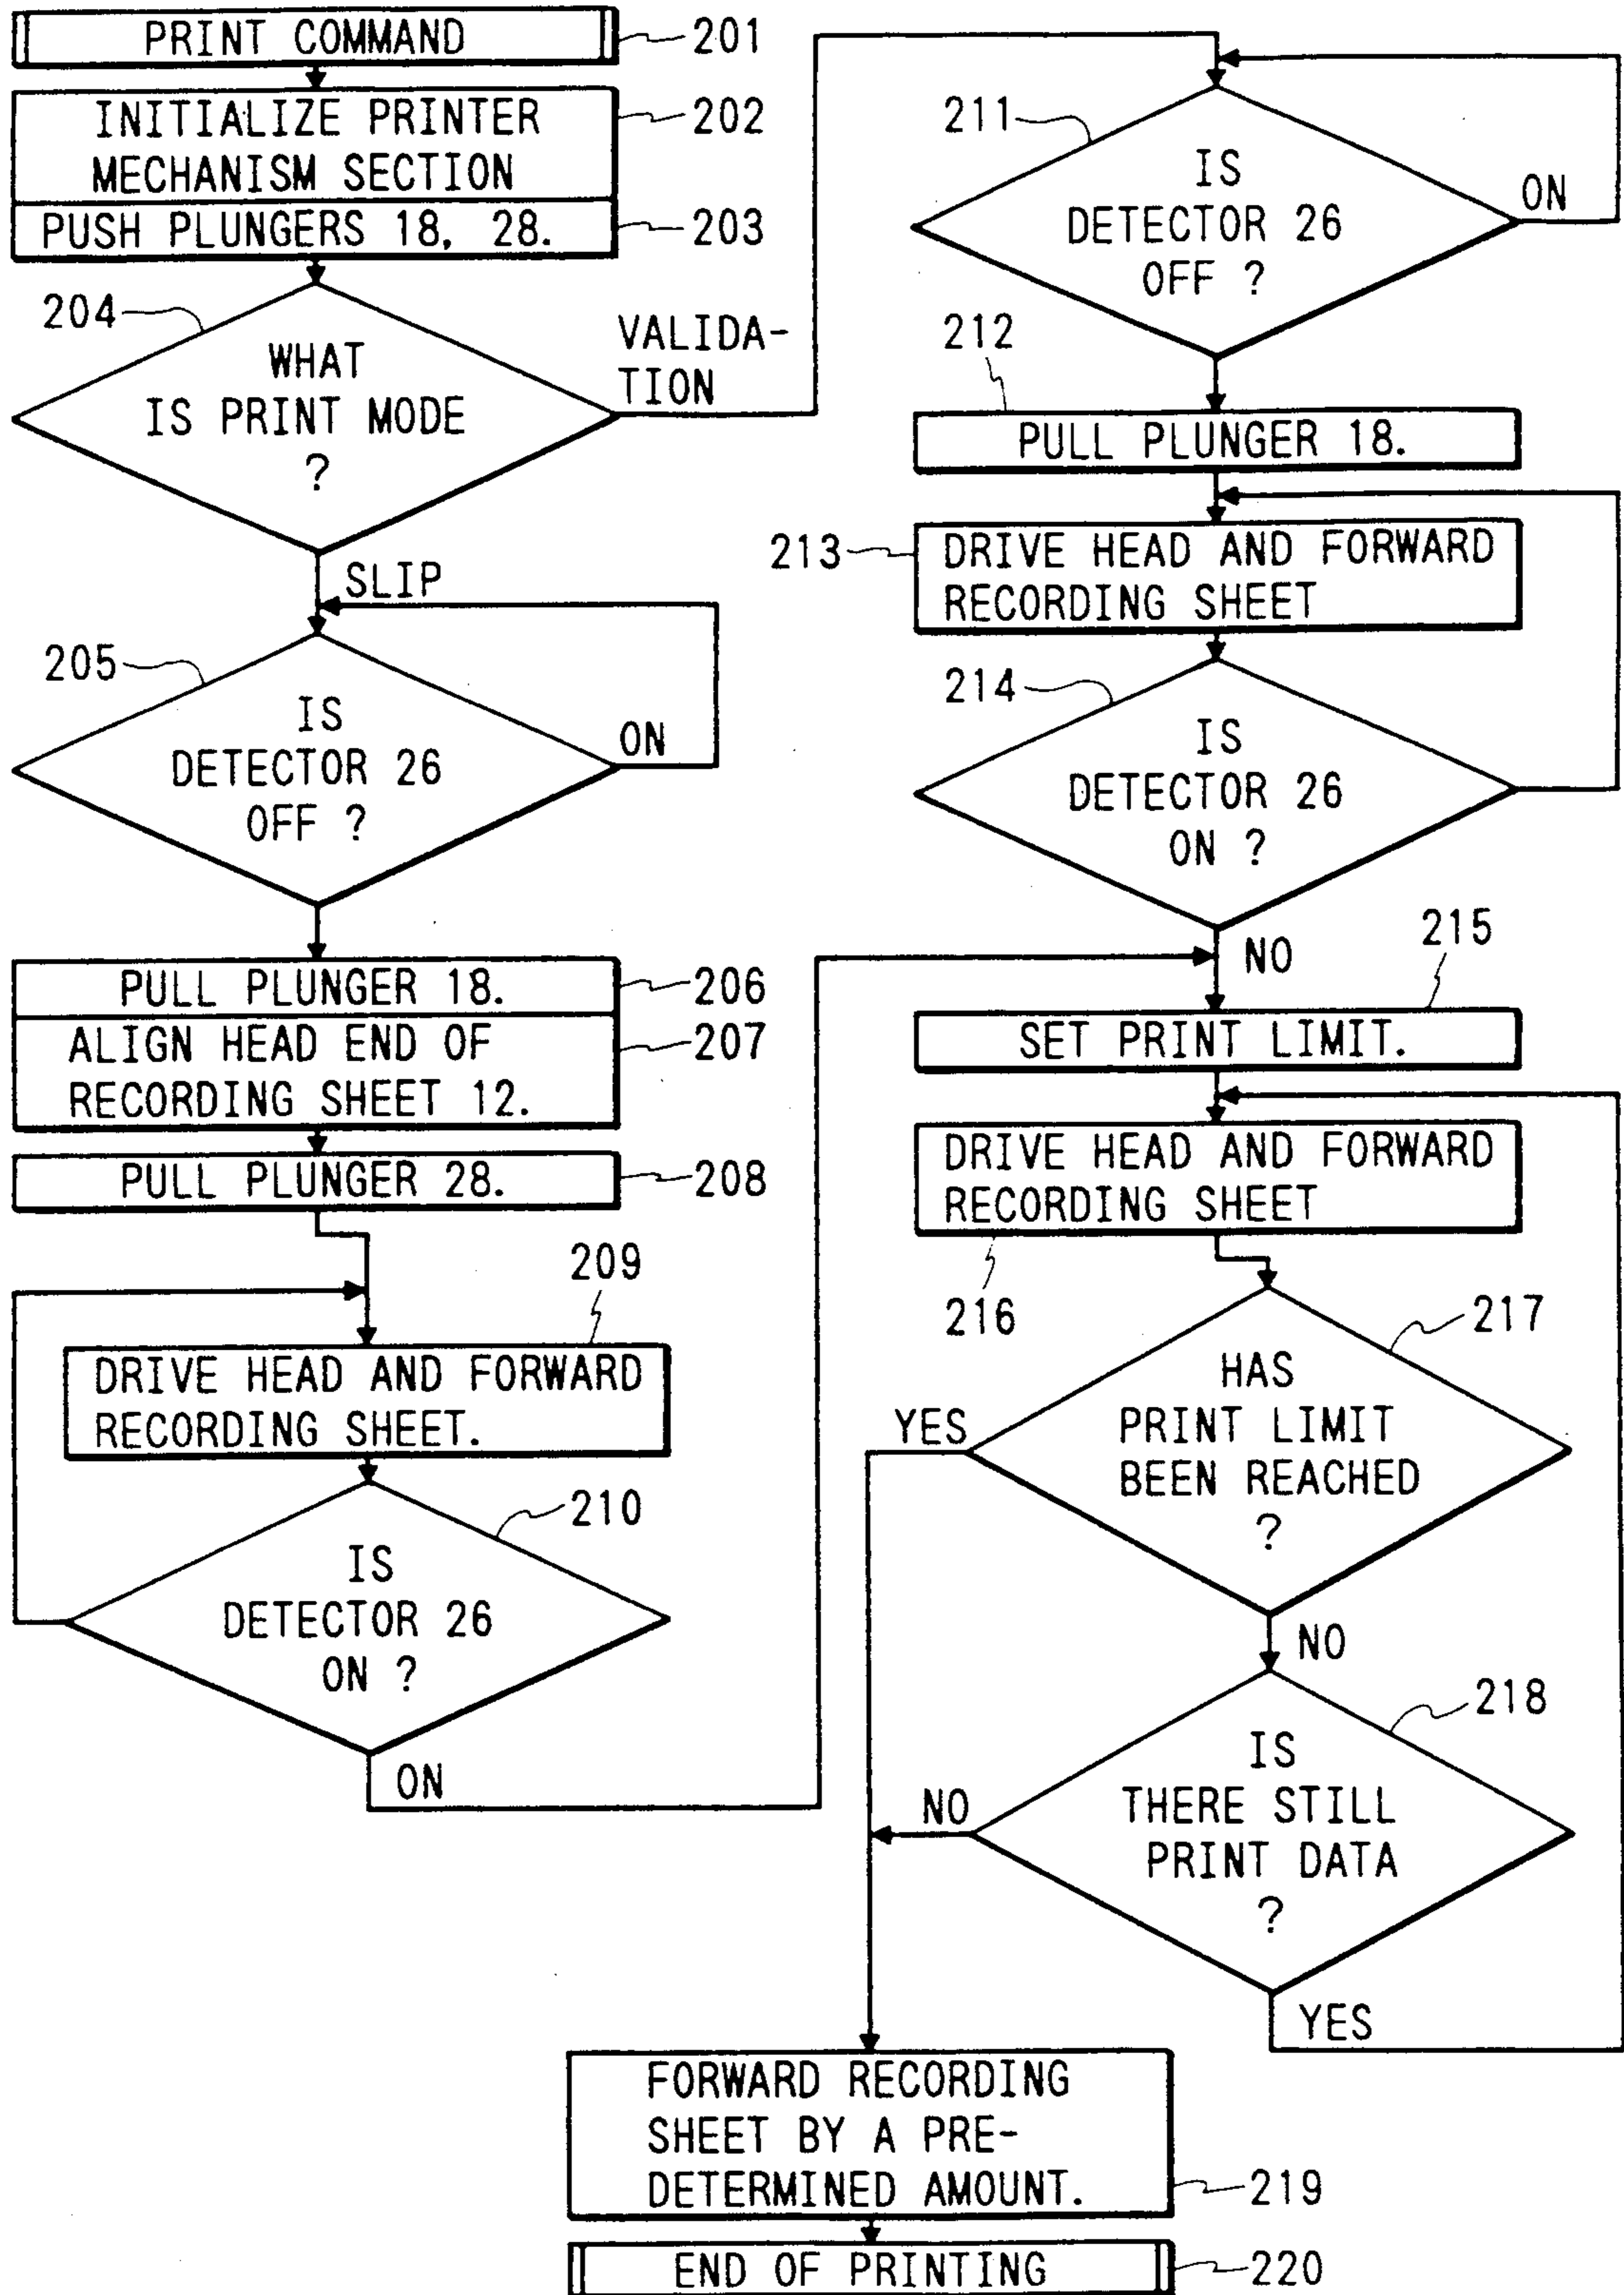 PRINT COMMAND
201
INITIALIZE PRINTER
MECHANISM SECTION
202
PUSH PLUNGERS 18, 28.
203
204
WHAT
IS PRINT MODE
?
VALIDA-
TION
SLIP
205
IS
DETECTOR 26
OFF ?
ON
PULL PLUNGER 18.
206
ALIGN HEAD END OF
RECORDING SHEET 12.
207
PULL PLUNGER 28.
208
209
DRIVE HEAD AND FORWARD
RECORDING SHEET.
210
IS
DETECTOR 26
ON ?
ON
211
IS
DETECTOR 26
OFF ?
ON
212
PULL PLUNGER 18.
213
DRIVE HEAD AND FORWARD
RECORDING SHEET
214
IS
DETECTOR 26
ON ?
NO
215
SET PRINT LIMIT.
DRIVE HEAD AND FORWARD
RECORDING SHEET
216
217
HAS
PRINT LIMIT
BEEN REACHED
?
YES
NO
218
IS
THERE STILL
PRINT DATA
?
NO
YES
FORWARD RECORDING
SHEET BY A PRE-
DETERMINED AMOUNT.
219
END OF PRINTING
220